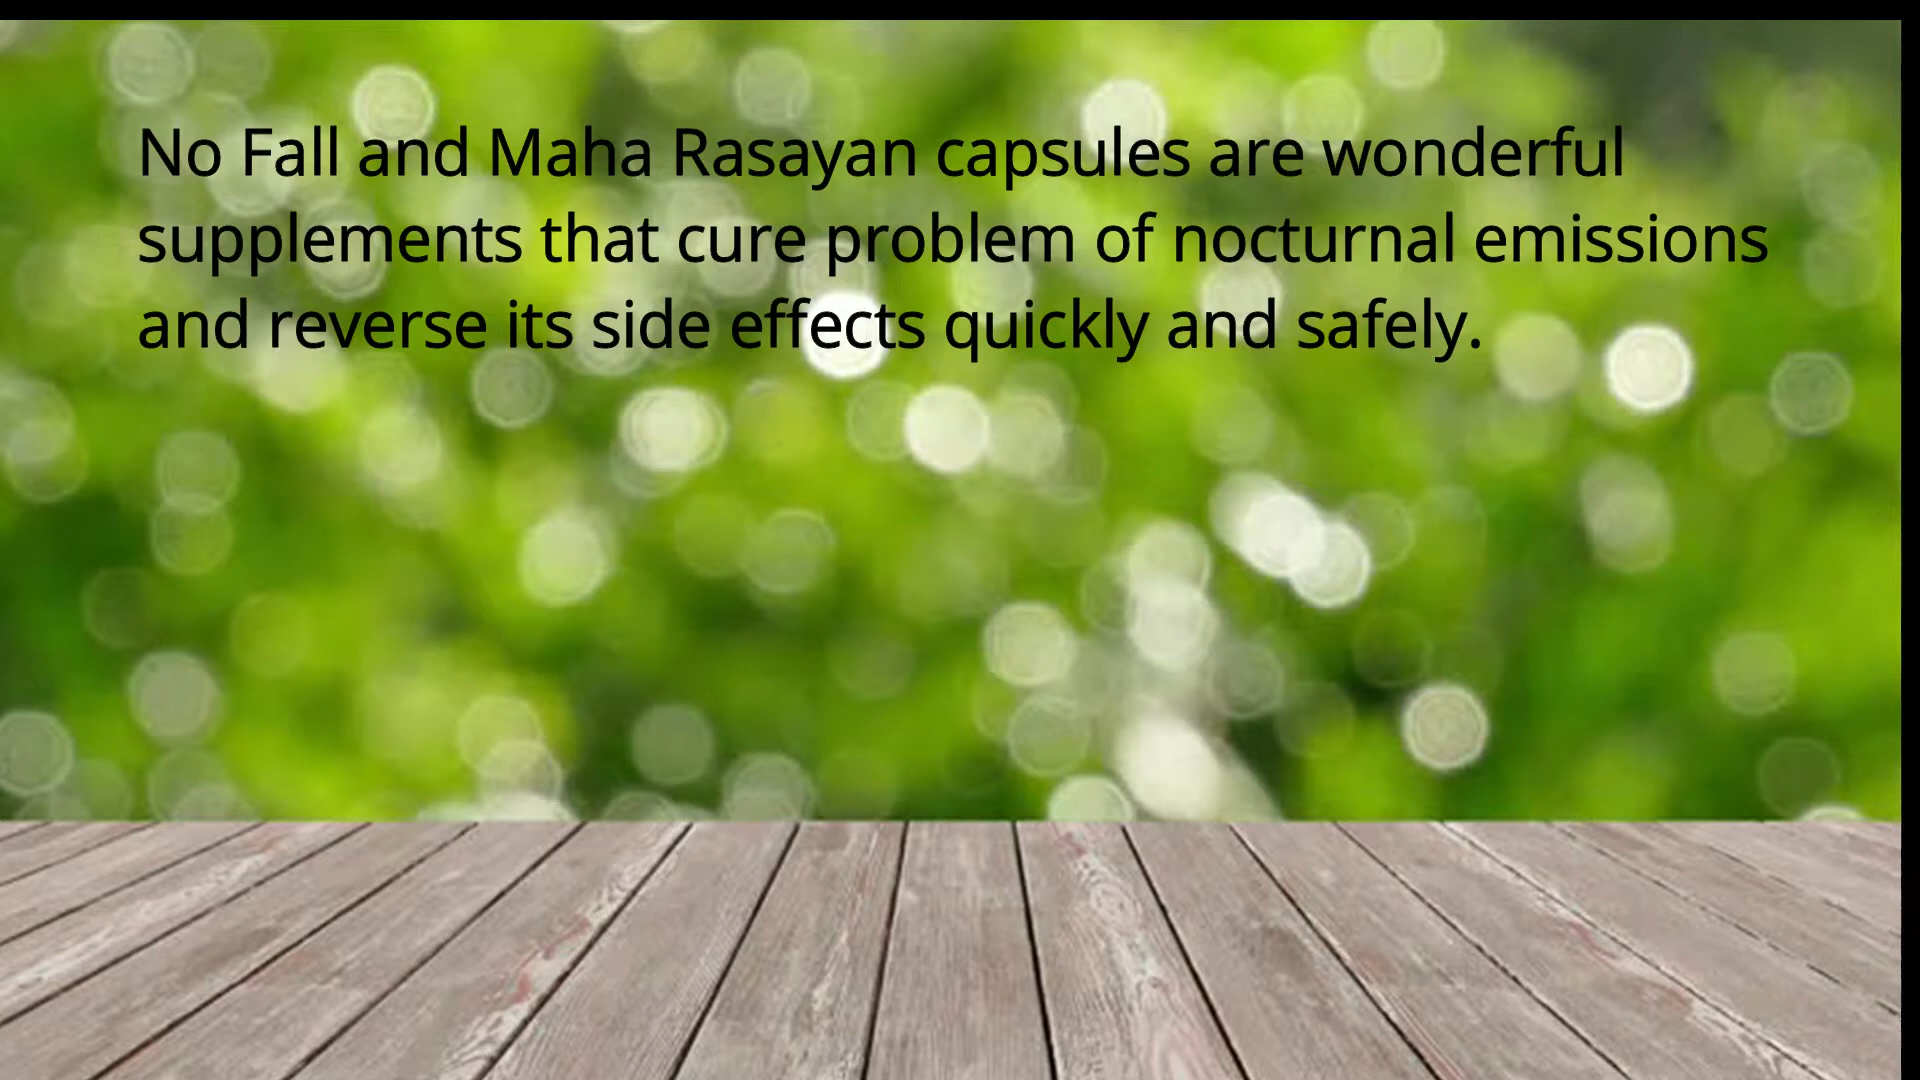 No Fall and Maha Rasayan capsules are wonderful
supplements that cure problem of nocturnal emissions
and reverse its side effects quickly and safely.